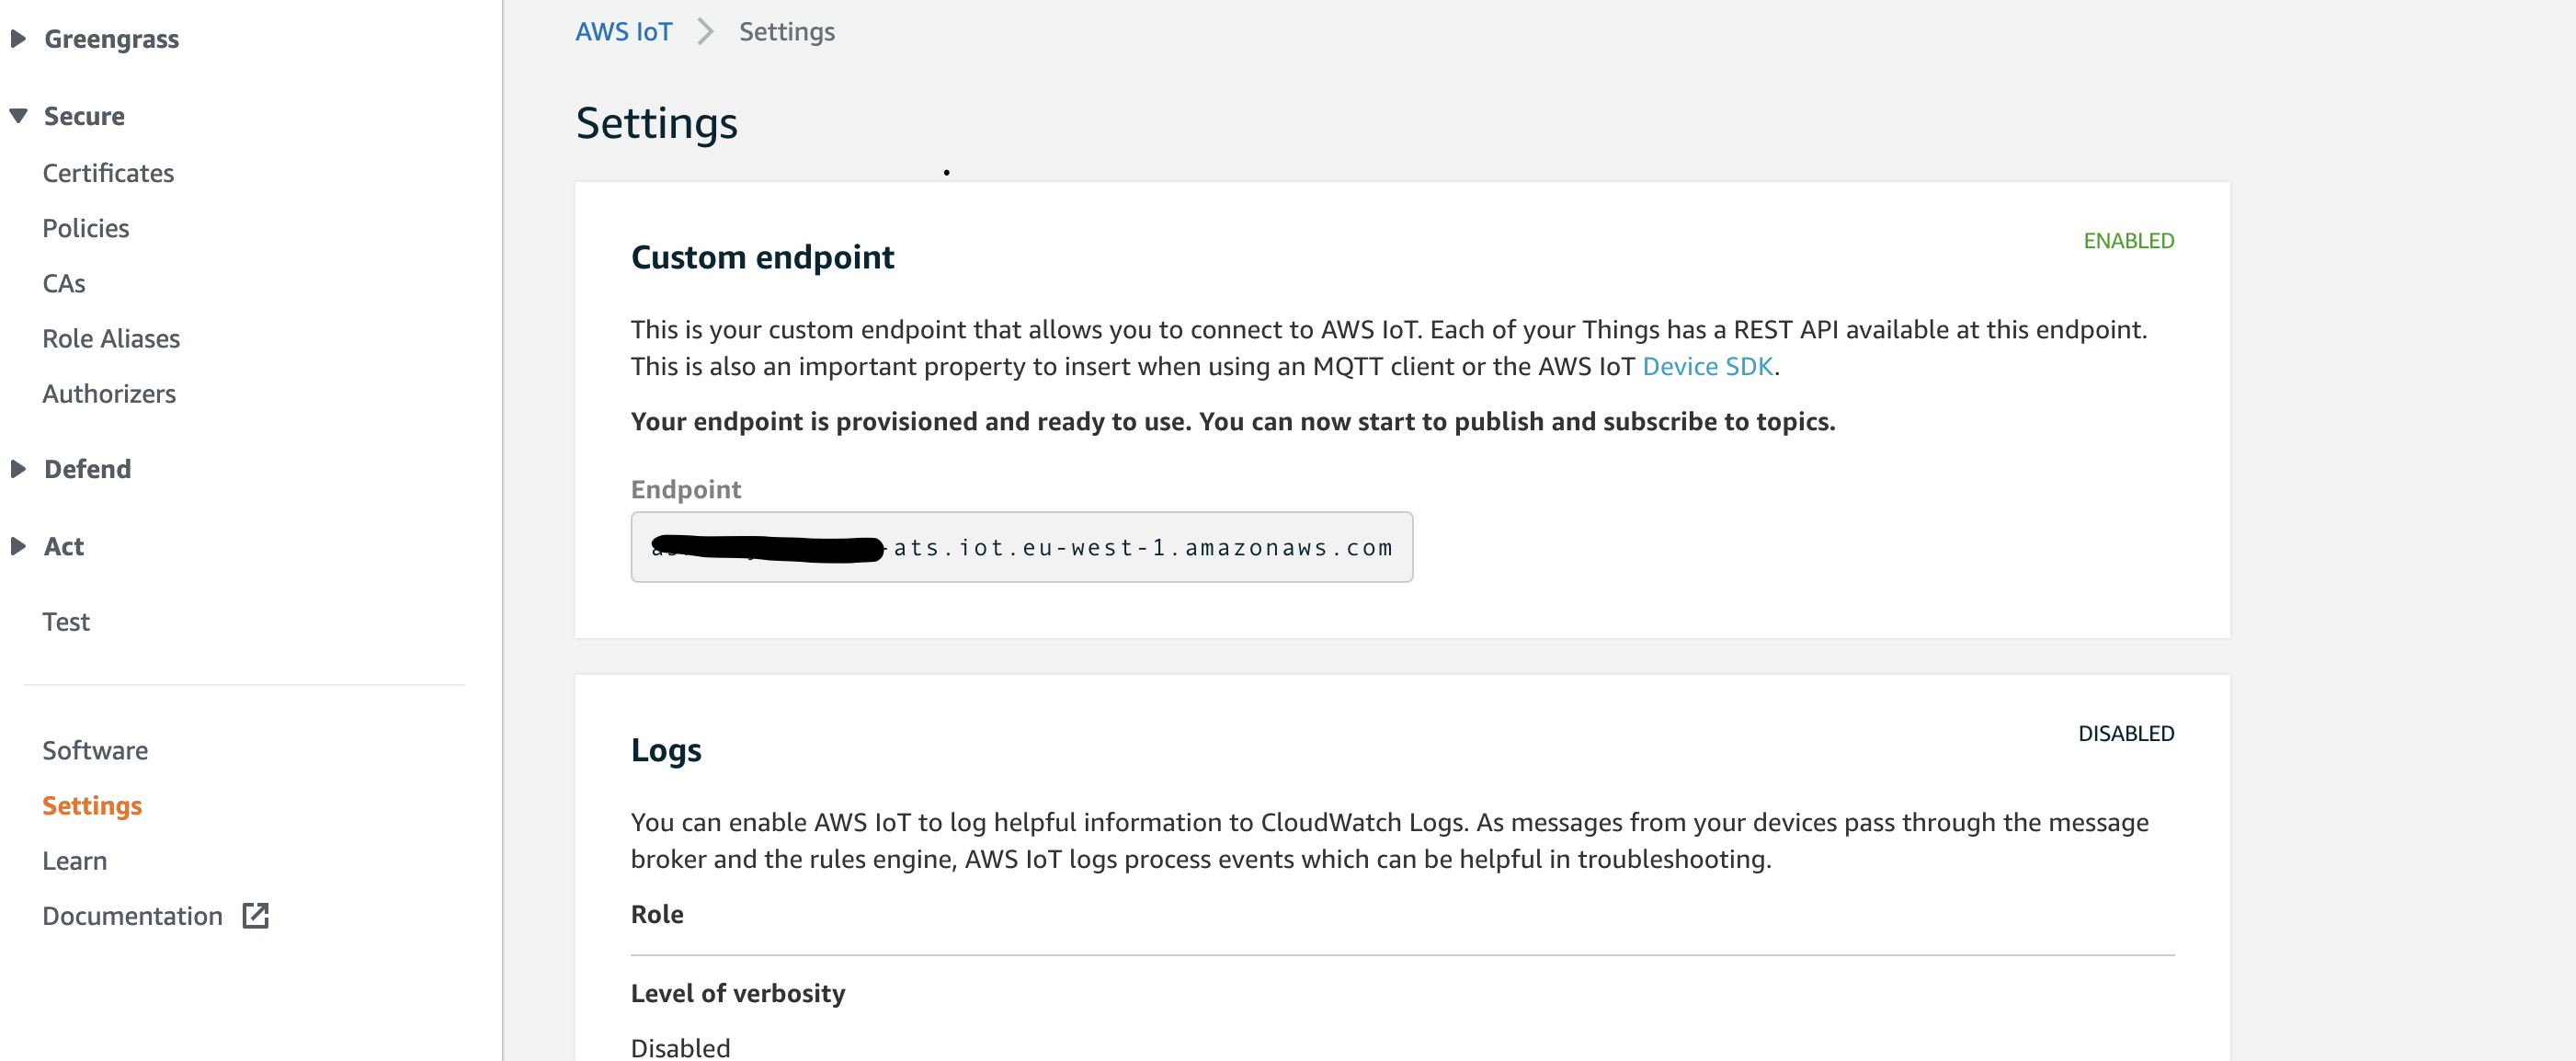 Greengrass
Secure
Certificates
Policies
CAs
Role Aliases
Authorizers
Defend
Act
Test
Software
Settings
Learn
Documentation
AWS IoT > Settings
Settings
Custom endpoint
ENABLED
This is your custom endpoint that allows you to connect to AWS IoT. Each of your Things has a REST API available at this endpoint.
This is also an important property to insert when using an MQTT client or the AWS IoT Device SDK.
Your endpoint is provisioned and ready to use. You can now start to publish and subscribe to topics.
Endpoint
-ats.iot.eu-west-1.amazonaws.com
Logs
DISABLED
You can enable AWS IoT to log helpful information to CloudWatch Logs. As messages from your devices pass through the message
broker and the rules engine, AWS IoT logs process events which can be helpful in troubleshooting.
Role
Level of verbosity
Disabled